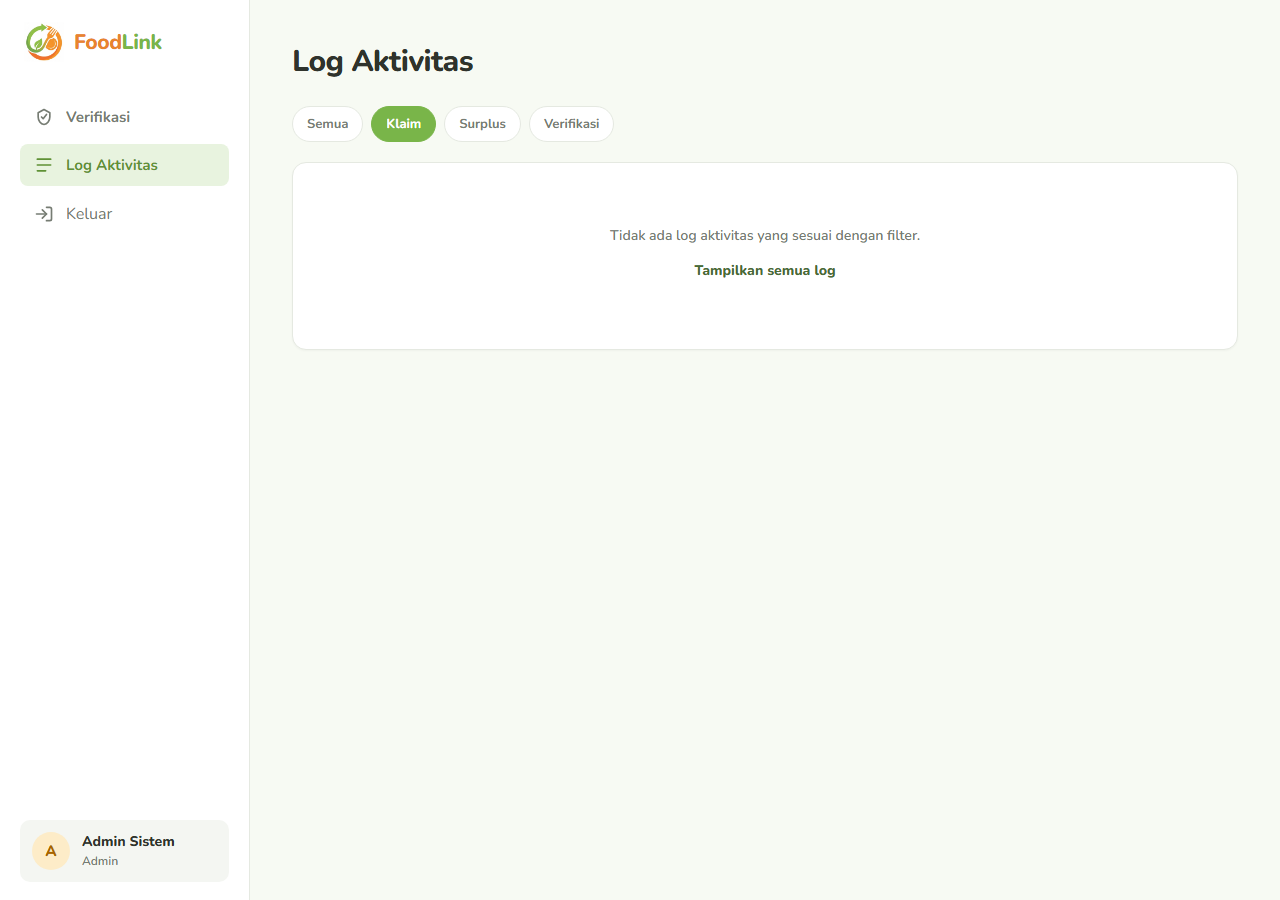 FoodLink
Verifikasi
Log Aktivitas
Keluar
Log Aktivitas
Semua
Klaim
Surplus
Verifikasi
Tidak ada log aktivitas yang sesuai dengan filter.
Tampilkan semua log
A
Admin Sistem
Admin